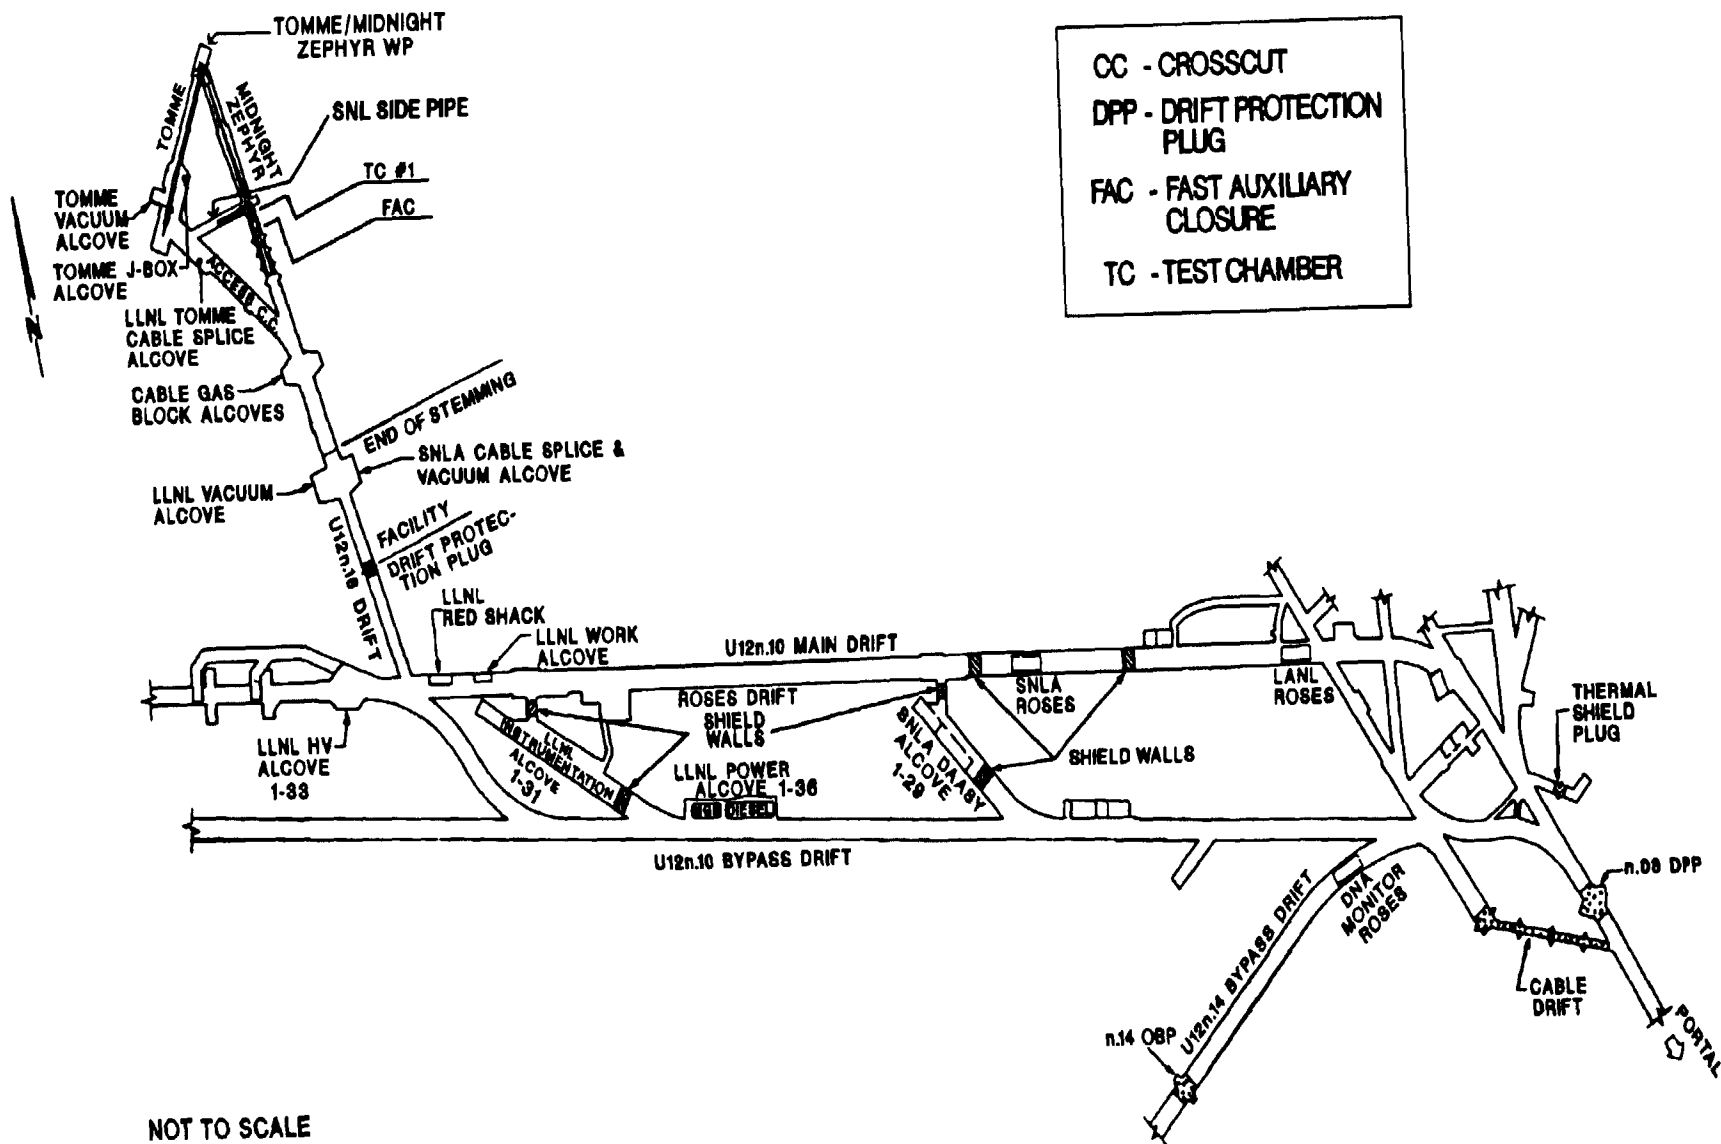 TOMME/MIDNIGHT
ZEPHYR WP
TOMME
MIDNIGHT
ZEPHYR
SNL SIDE PIPE
TC #1
FAC
TOMME
VACUUM
ALCOVE
TOMME J-BOX
ALCOVE
ACCESS C.C.
LLNL TOMME
CABLE SPLICE
ALCOVE
CABLE GAS
BLOCK ALCOVES
N
CC - CROSSCUT
DPP - DRIFT PROTECTION
PLUG
FAC - FAST AUXILIARY
CLOSURE
TC - TEST CHAMBER
END OF STEMMING
SNLA CABLE SPLICE &
VACUUM ALCOVE
LLNL VACUUM
ALCOVE
FACILITY
DRIFT PROTEC-
TION PLUG
U12n.18 DRIFT
LLNL
RED SHACK
LLNL WORK
ALCOVE
U12n.10 MAIN DRIFT
ROSES DRIFT
SHIELD
WALLS
SNLA
ROSES
LANL
ROSES
THERMAL
SHIELD
PLUG
LLNL HV
ALCOVE
1-33
LLNL
INSTRUMENTATION
ALCOVE
1-31
LLNL POWER
ALCOVE 1-36
DIESEL
SNLA DAASY
ALCOVE
1-29
SHIELD WALLS
U12n.10 BYPASS DRIFT
n.08 DPP
DNA
MONITOR
ROSES
U12n.14 BYPASS DRIFT
n.14 OBP
CABLE
DRIFT
PORTAL
NOT TO SCALE